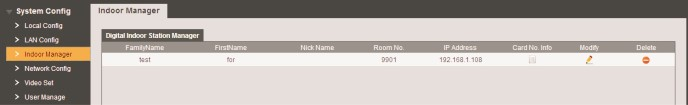 System Config
Local Config
LAN Config
Indoor Manager
Network Config
Video Set
User Manage
Indoor Manager
Digital Indoor Station Manager
FamilyName FirstName Nick Name Room No. IP Address Card No. Info Modify Delete
test for 9901 192.168.1.108